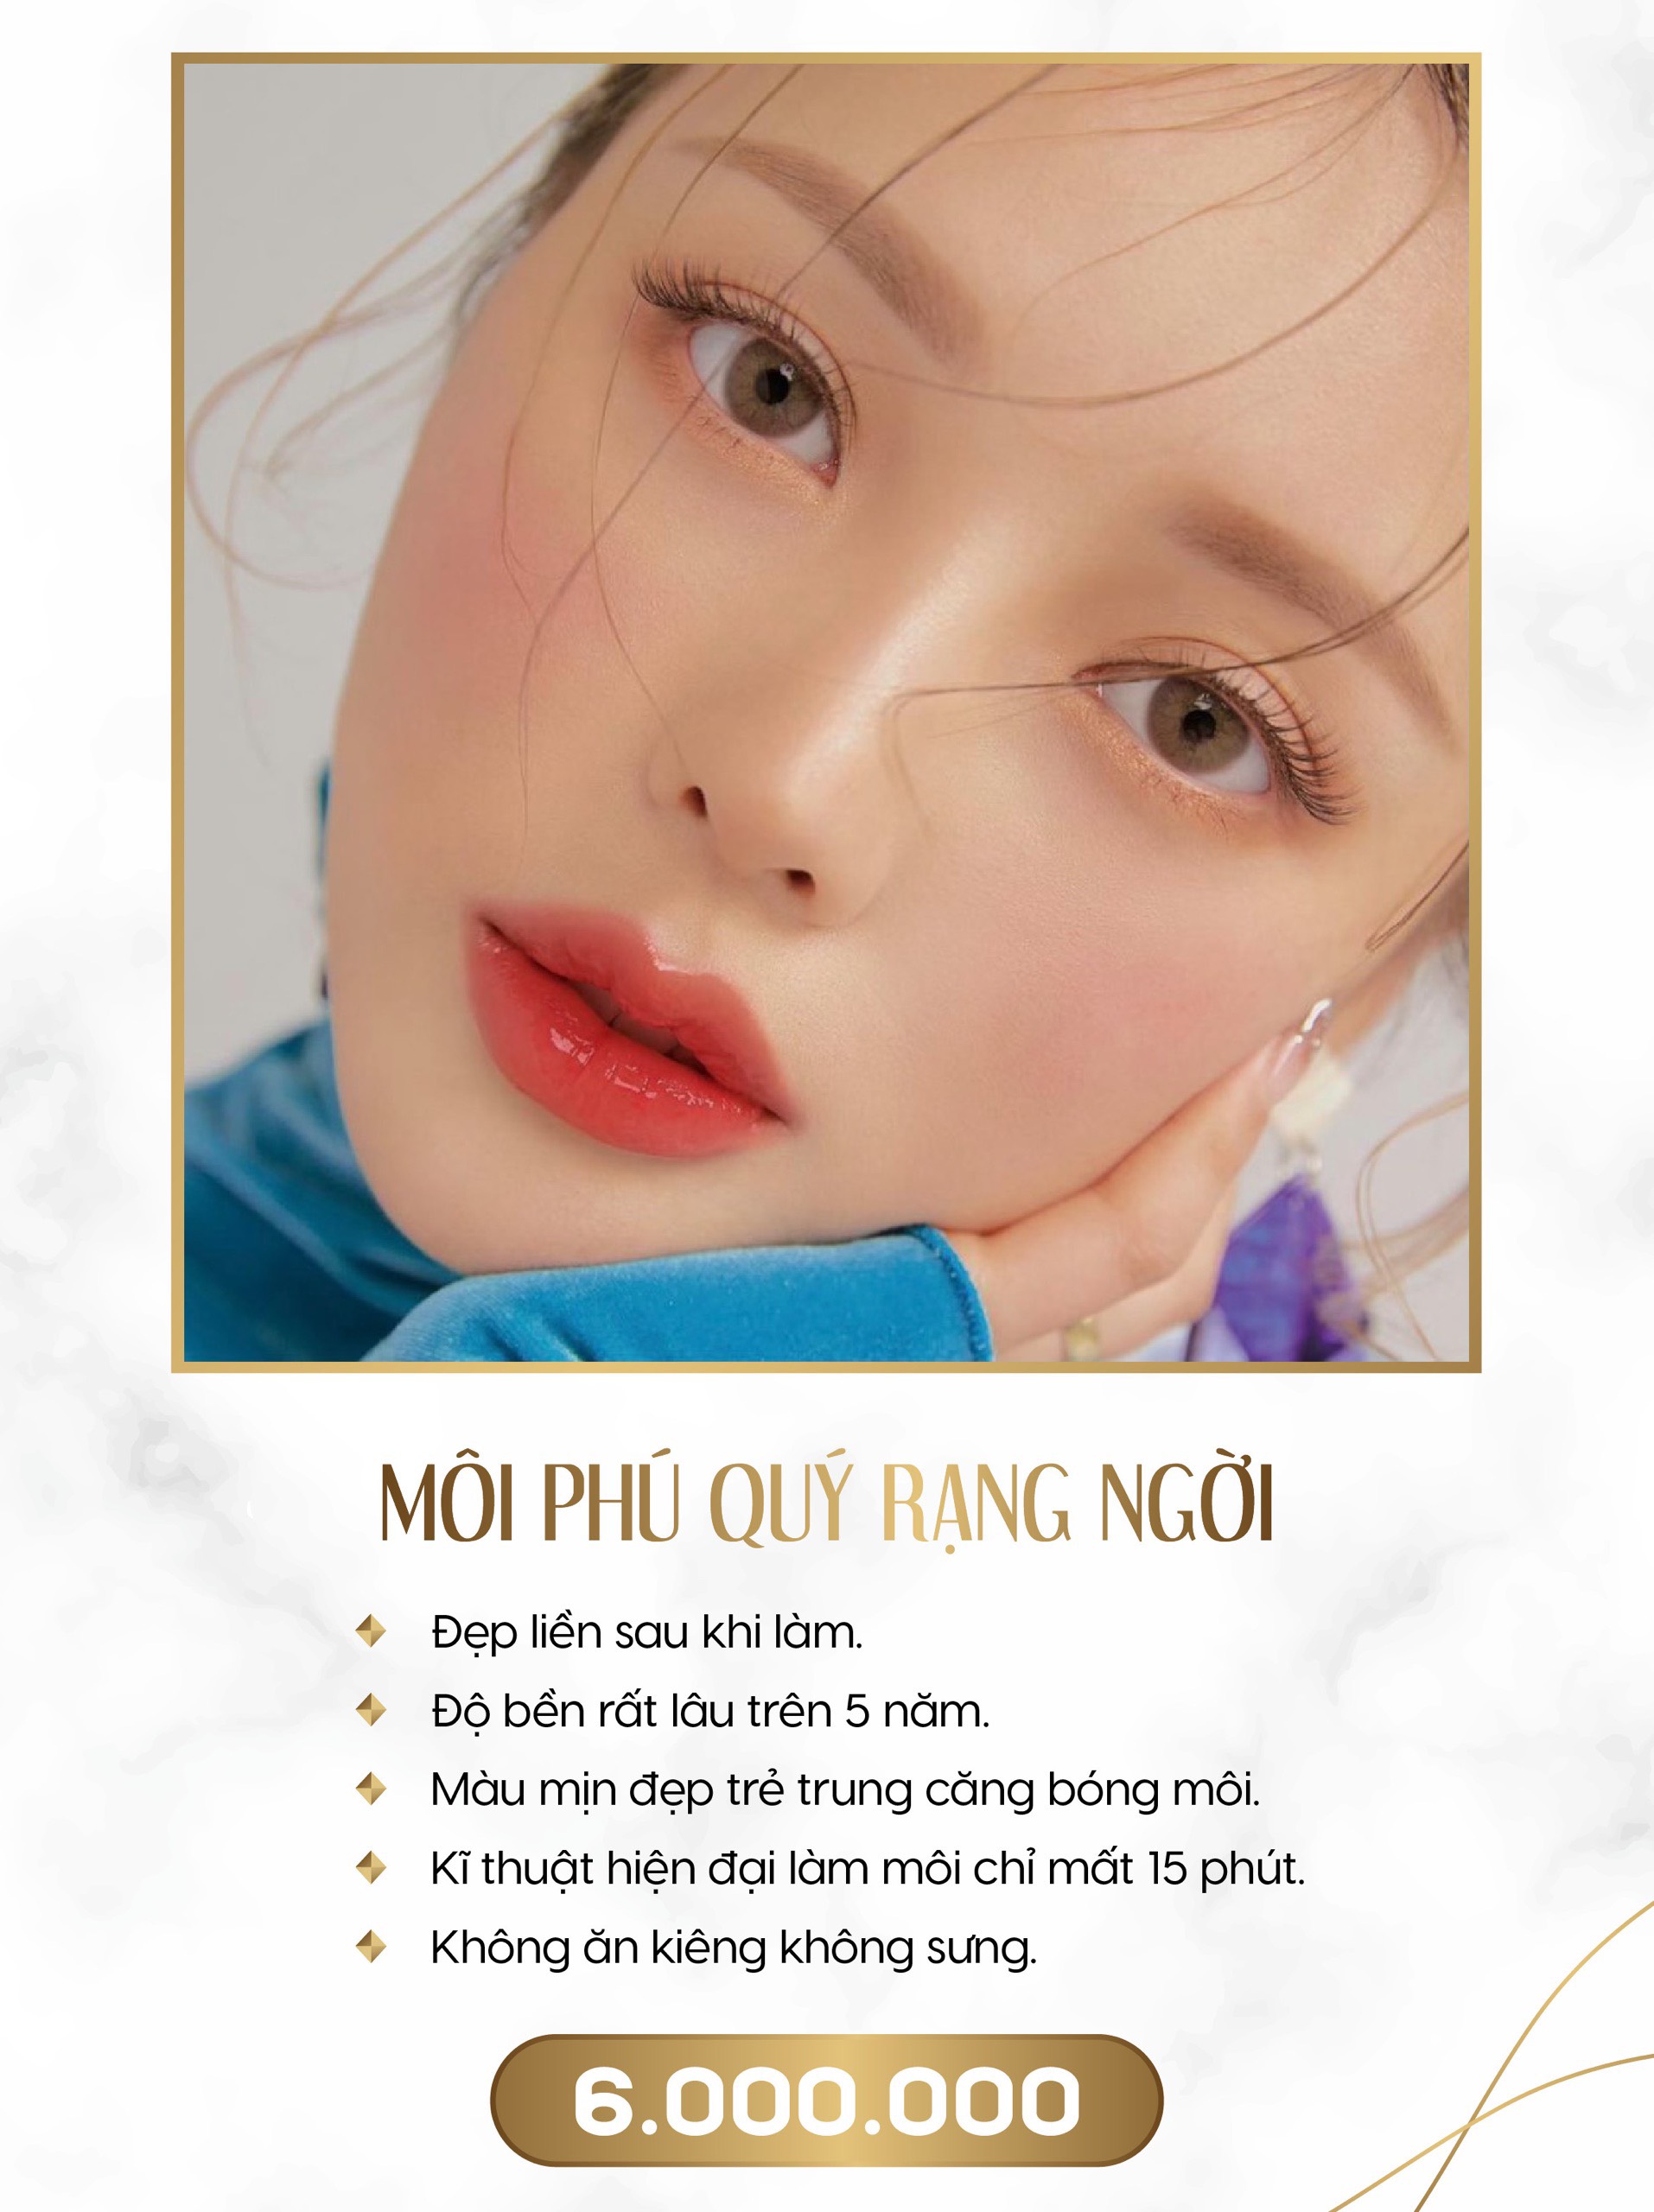 MÔI PHÚ QUÝ RẠNG NGỜI
Đẹp liền sau khi làm.
Độ bền rất lâu trên 5 năm.
Màu mịn đẹp trẻ trung căng bóng môi.
Kĩ thuật hiện đại làm môi chỉ mất 15 phút.
Không ăn kiêng không sưng.
6.000.000